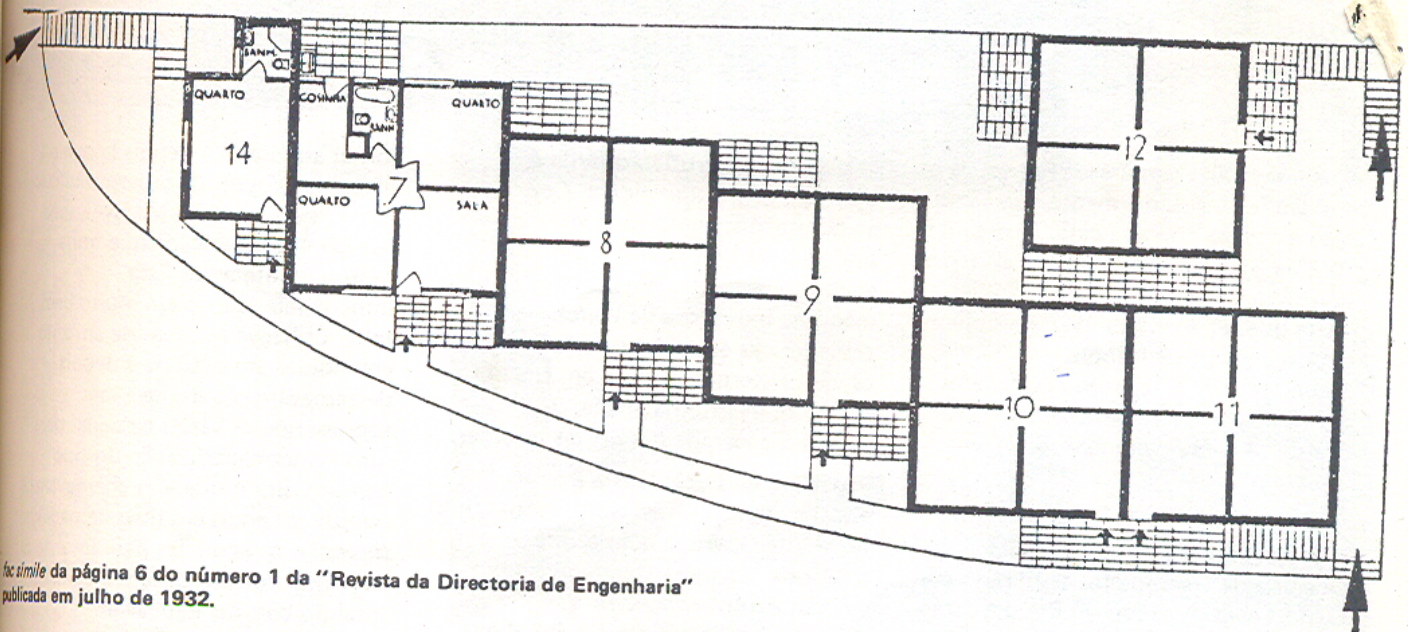 BANH.
QUARTO
COSINHA
QUARTO
BANH
14
7
QUARTO
SALA
8
9
10
11
12
fac simile da página 6 do número 1 da "Revista da Directoria de Engenharia"
publicada em julho de 1932.